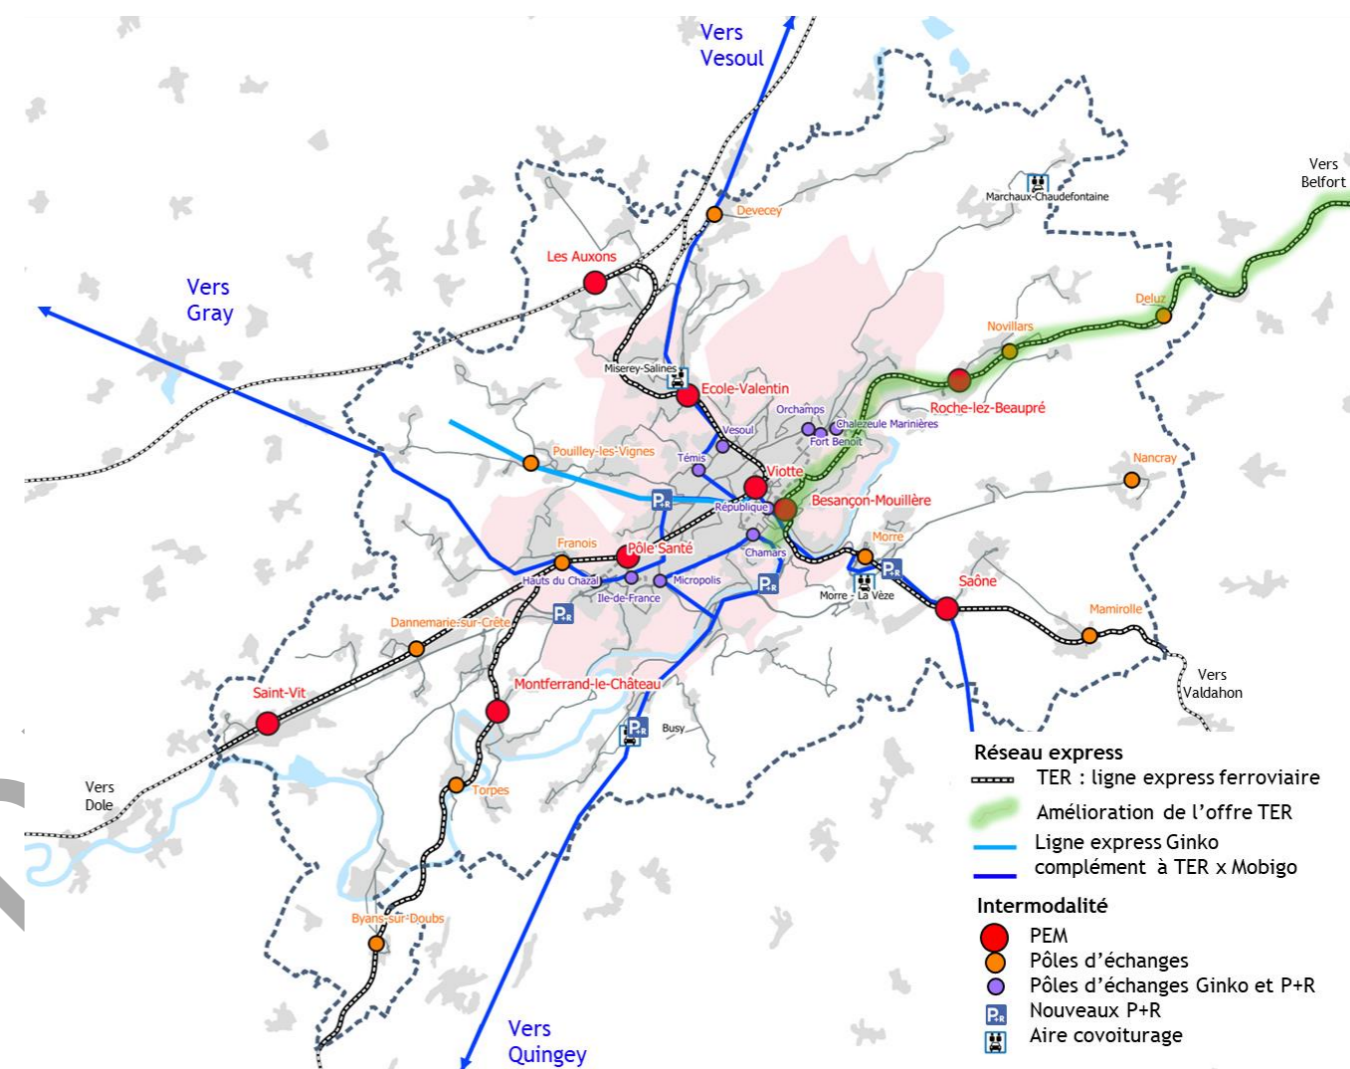 Vers
Vesoul
Vers
Belfort
Marchaux-Chaudefontaine
Devecey
Les Auxons
Vers
Gray
Deluz
Novillars
Miserey-Salines
Ecole-Valentin
Roche-lez-Beaupré
Orchamps
Chalezeule Marinières
Fort Benoit
Vesoul
Pouilley-les-Vignes
Témis
Viotte
Nancray
P+R
République
Besançon-Mouillère
Franois
Pôle Santé
Chamars
Morre
P+R
Hauts du Chazal
Micropolis
P+R
Saône
Ile-de-France
Morre - La Vèze
P+R
Mamirolle
Dannemarie-sur-Crête
Vers
Valdahon
Saint-Vit
Montferrand-le-Château
P+R
Busy
Vers
Dole
Torpes
Byans-sur-Doubs
Vers
Quingey
Réseau express
TER : ligne express ferroviaire
Amélioration de l'offre TER
Ligne express Ginko
complément à TER x Mobigo
Intermodalité
PEM
Pôles d'échanges
Pôles d'échanges Ginko et P+R
P+R
Nouveaux P+R
Aire covoiturage